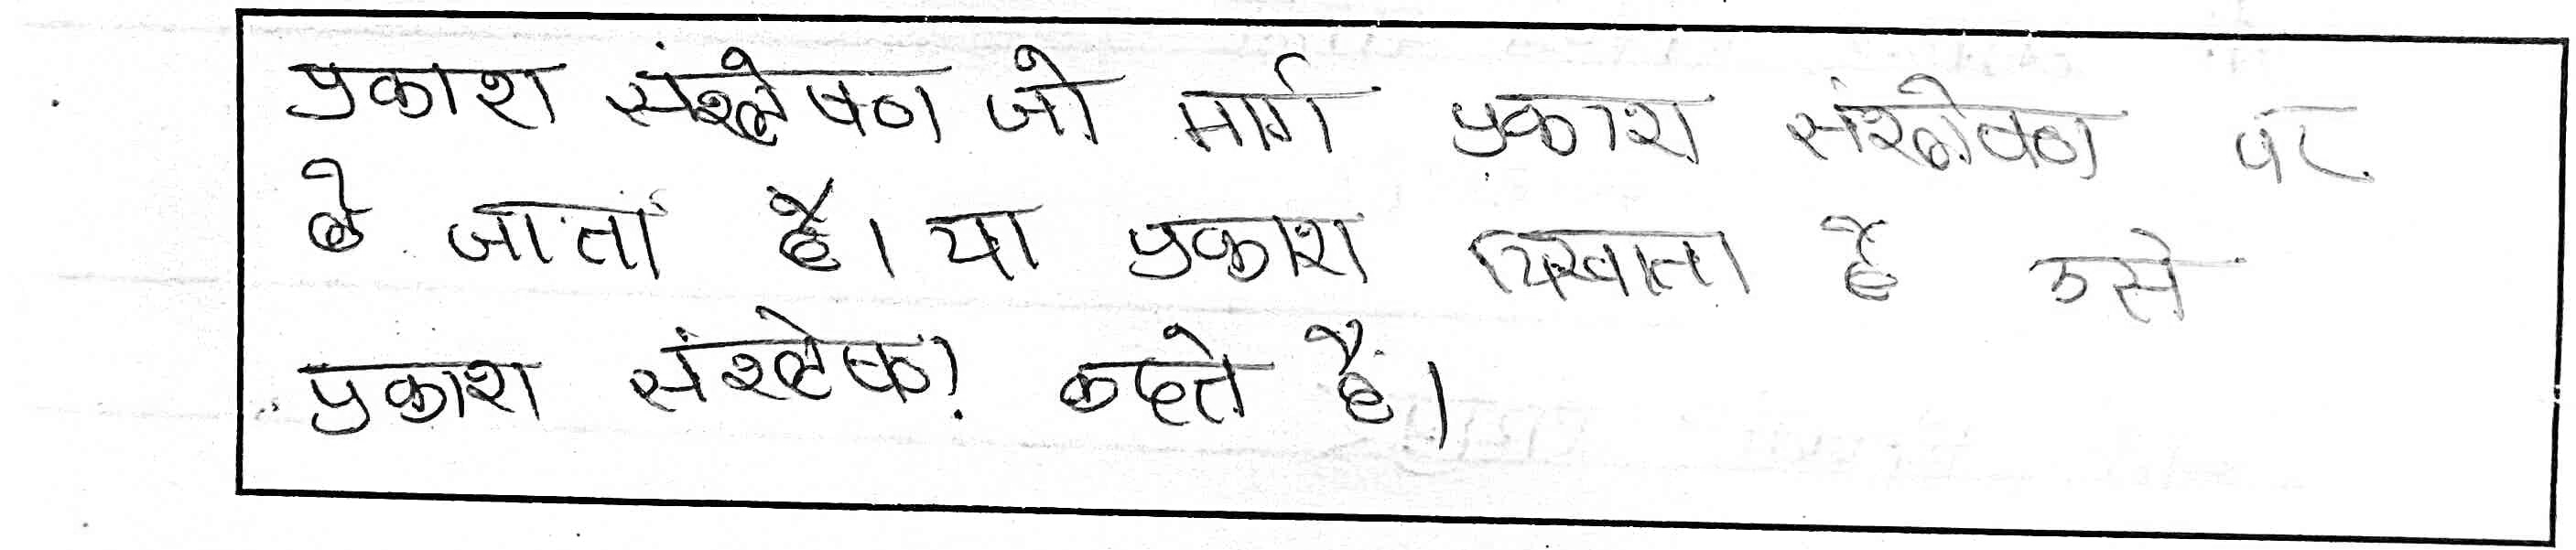 प्रकाश संश्लेषण जो मार्ग प्रकाश संश्लेषण पर
ले जाता है। या प्रकाश दिखाता है उसे
प्रकाश संश्लेषण कहते है।